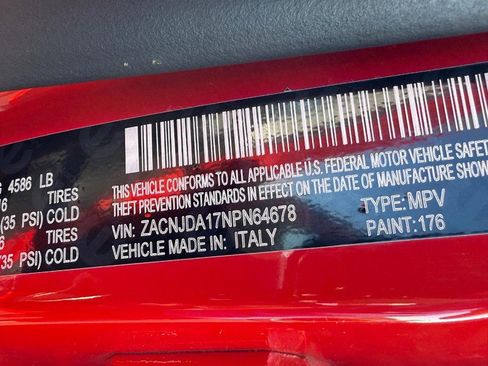 4586 LB
TIRES
(35 PSI) COLD
TIRES
(35 PSI) COLD
THIS VEHICLE CONFORMS TO ALL APPLICABLE U.S. FEDERAL MOTOR VEHICLE SAFETY
THEFT PREVENTION STANDARDS IN EFFECT ON THE DATE OF MANUFACTURE
VIN: ZACNJDA17NPN64678 TYPE: MPV
VEHICLE MADE IN: ITALY PAINT: 176